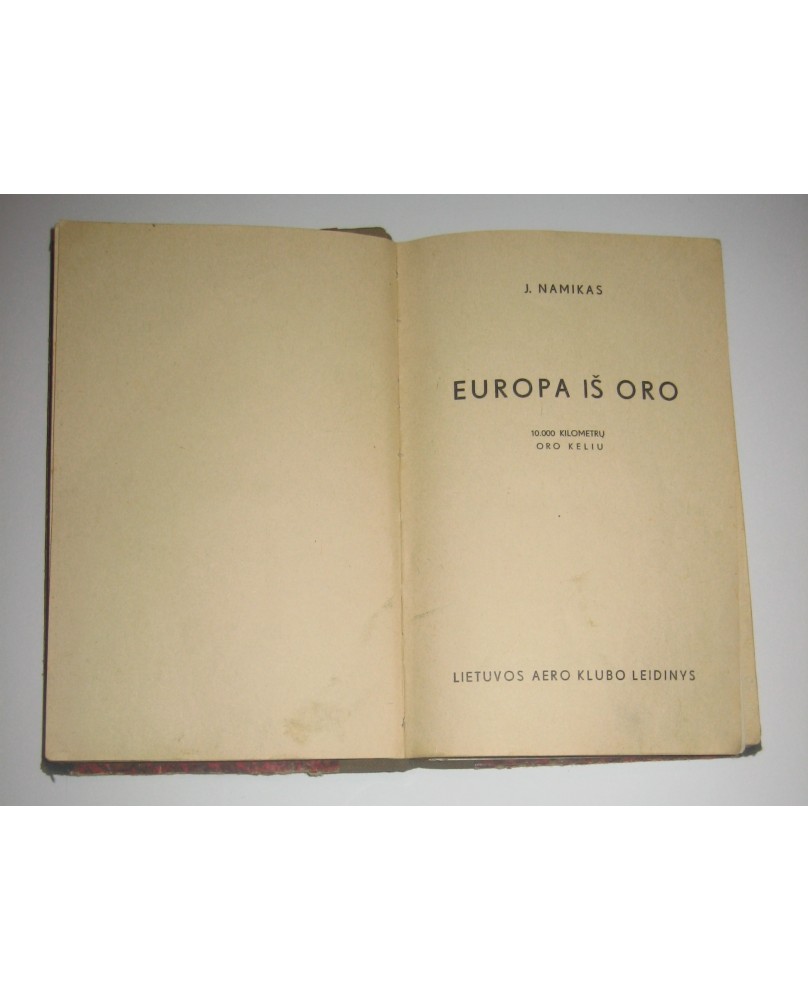 J. NAMIKAS
EUROPA IŠ ORO
10.000 KILOMETRŲ
ORO KELIU
LIETUVOS AERO KLUBO LEIDINYS